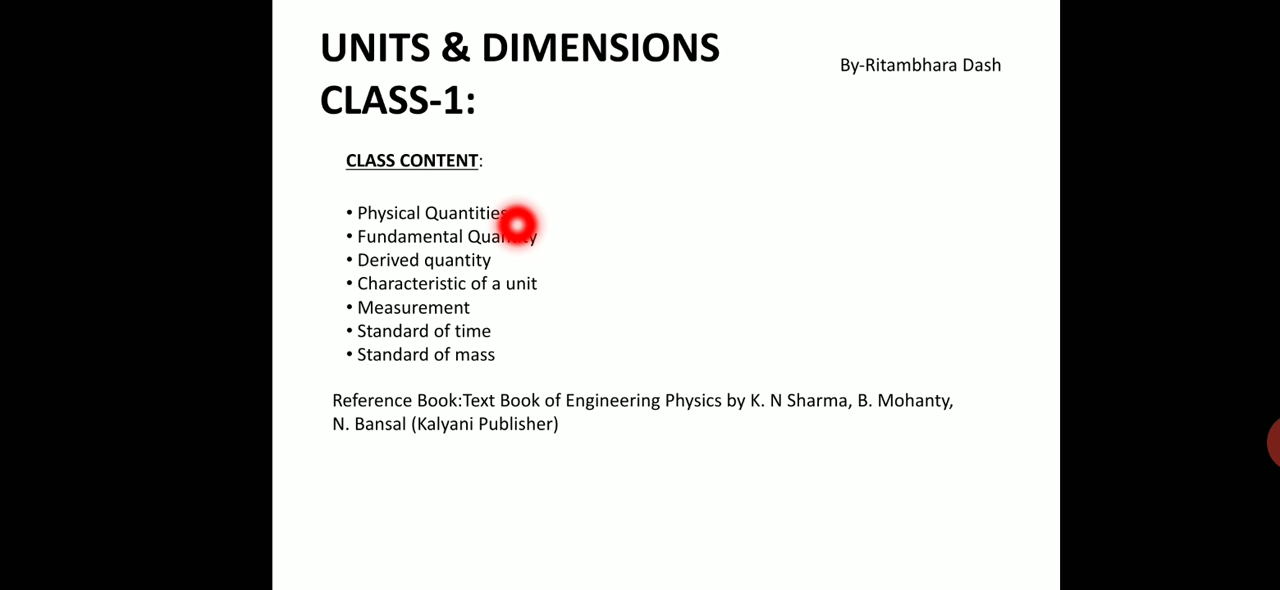 UNITS & DIMENSIONS
CLASS-1:
By-Ritambhara Dash
CLASS CONTENT:
• Physical Quantities
• Fundamental Quantity
• Derived quantity
• Characteristic of a unit
• Measurement
• Standard of time
• Standard of mass
Reference Book:Text Book of Engineering Physics by K. N Sharma, B. Mohanty,
N. Bansal (Kalyani Publisher)